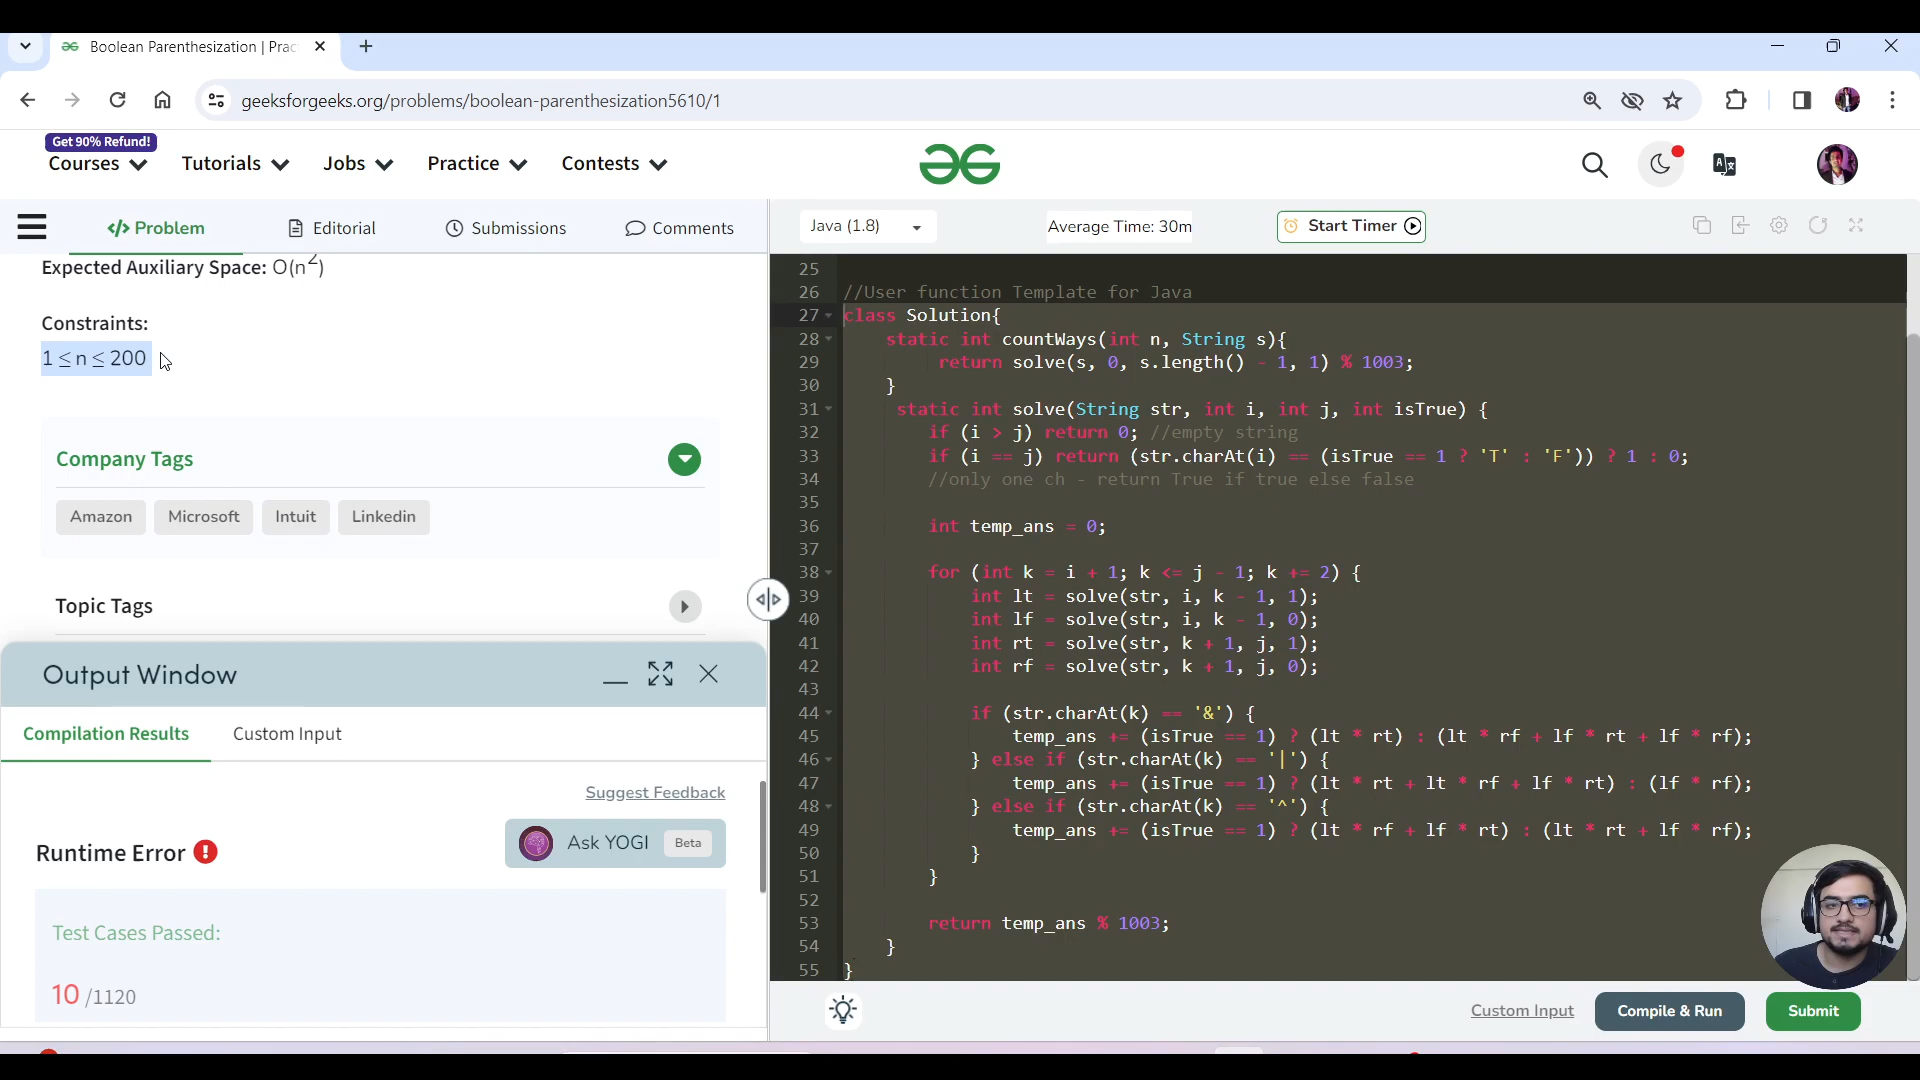 Boolean Parenthesization | Prac
geeksforgeeks.org/problems/boolean-parenthesization5610/1
Get 90% Refund!
Courses
Tutorials
Jobs
Practice
Contests
Problem
Editorial
Submissions
Comments
Java (1.8)
Average Time: 30m
Start Timer
Expected Auxiliary Space: O(n²)
Constraints:
1 ≤ n ≤ 200
Company Tags
Amazon
Microsoft
Intuit
Linkedin
Topic Tags
Output Window
Compilation Results
Custom Input
Suggest Feedback
Runtime Error
Ask YOGI Beta
Test Cases Passed:
10 /1120
25
26 //User function Template for Java
27 class Solution{
28 static int countWays(int n, String s){
29 return solve(s, 0, s.length() - 1, 1) % 1003;
30 }
31 static int solve(String str, int i, int j, int isTrue) {
32 if (i > j) return 0; //empty string
33 if (i == j) return (str.charAt(i) == (isTrue == 1 ? 'T' : 'F')) ? 1 : 0;
34 //only one ch - return True if true else false
35
36 int temp_ans = 0;
37
38 for (int k = i + 1; k <= j - 1; k += 2) {
39 int lt = solve(str, i, k - 1, 1);
40 int lf = solve(str, i, k - 1, 0);
41 int rt = solve(str, k + 1, j, 1);
42 int rf = solve(str, k + 1, j, 0);
43
44 if (str.charAt(k) == '&') {
45 temp_ans += (isTrue == 1) ? (lt * rt) : (lt * rf + lf * rt + lf * rf);
46 } else if (str.charAt(k) == '|') {
47 temp_ans += (isTrue == 1) ? (lt * rt + lt * rf + lf * rt) : (lf * rf);
48 } else if (str.charAt(k) == '^') {
49 temp_ans += (isTrue == 1) ? (lt * rf + lf * rt) : (lt * rt + lf * rf);
50 }
51 }
52
53 return temp_ans % 1003;
54 }
55 }
Custom Input
Compile & Run
Submit